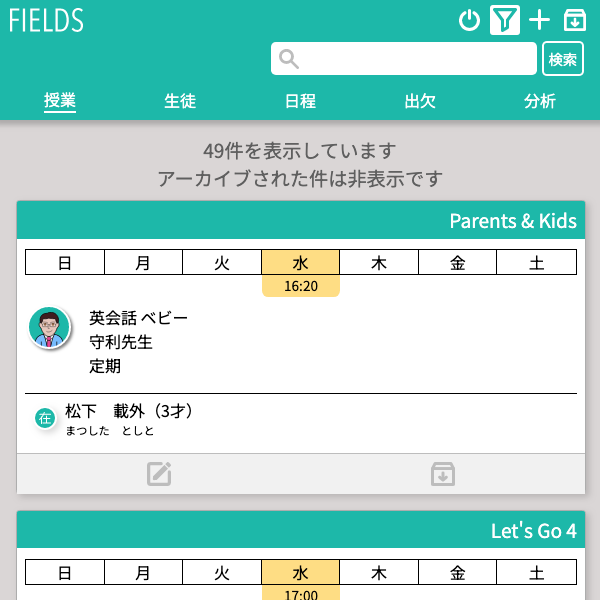 FIELDS
検索
授業 生徒 日程 出欠 分析
49件を表示しています
アーカイブされた件は非表示です
Parents & Kids
日 月 火 水 木 金 土
16:20
英会話 ベビー
守利先生
定期
在 松下　載外（3才）
まつした　としと
Let's Go 4
日 月 火 水 木 金 土
17:00